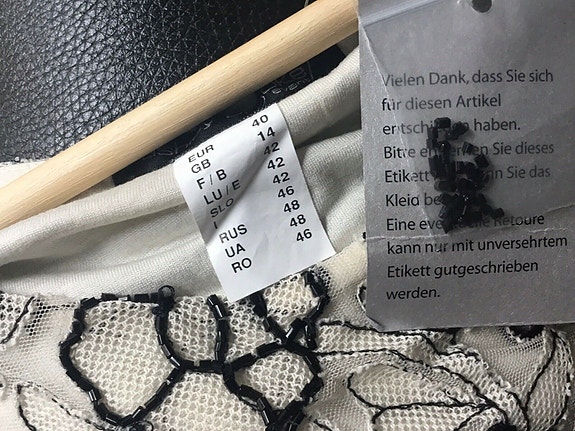 EUR 40
GB 14
F | B 42
LU / E 42
SLO 42
I 46
RUS 48
UA 48
RO 46
Vielen Dank, dass Sie sich
für diesen Artikel
haben.
Bitte Sie dieses
Etikett Sie das
Kleid
Eine Retoure
kann nur mit unversehrtem
Etikett gutgeschrieben
werden.